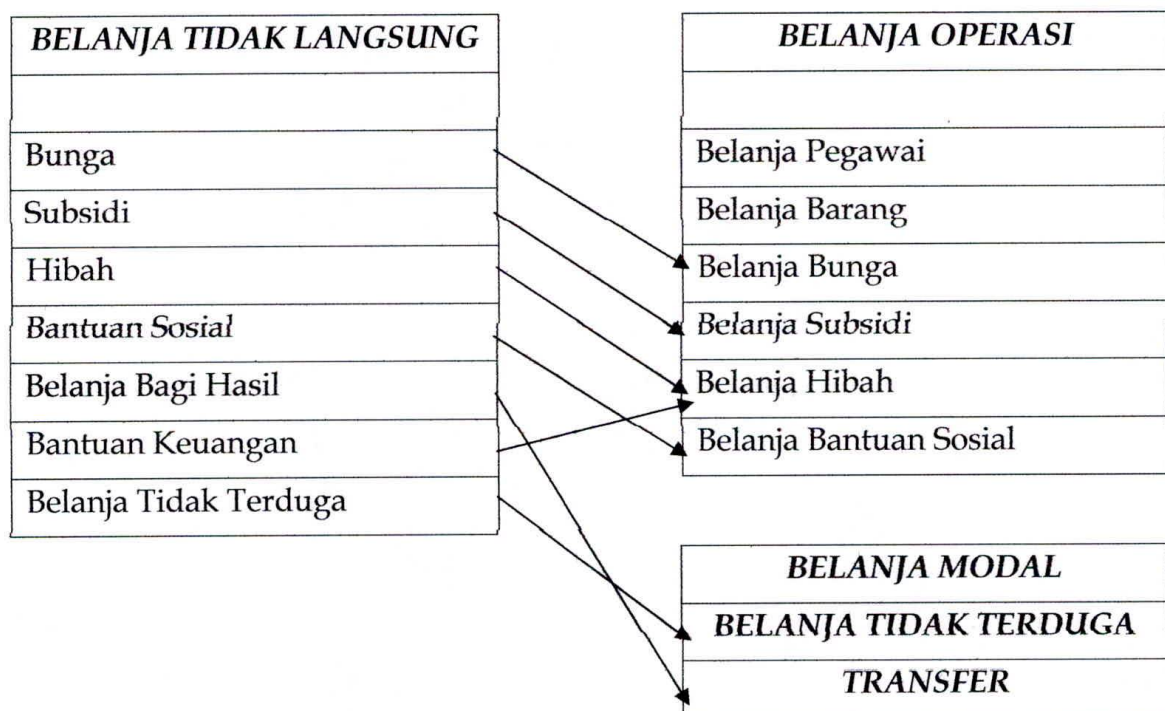 BELANJA TIDAK LANGSUNG
Bunga
Subsidi
Hibah
Bantuan Sosial
Belanja Bagi Hasil
Bantuan Keuangan
Belanja Tidak Terduga
BELANJA OPERASI
Belanja Pegawai
Belanja Barang
Belanja Bunga
Belanja Subsidi
Belanja Hibah
Belanja Bantuan Sosial
BELANJA MODAL
BELANJA TIDAK TERDUGA
TRANSFER